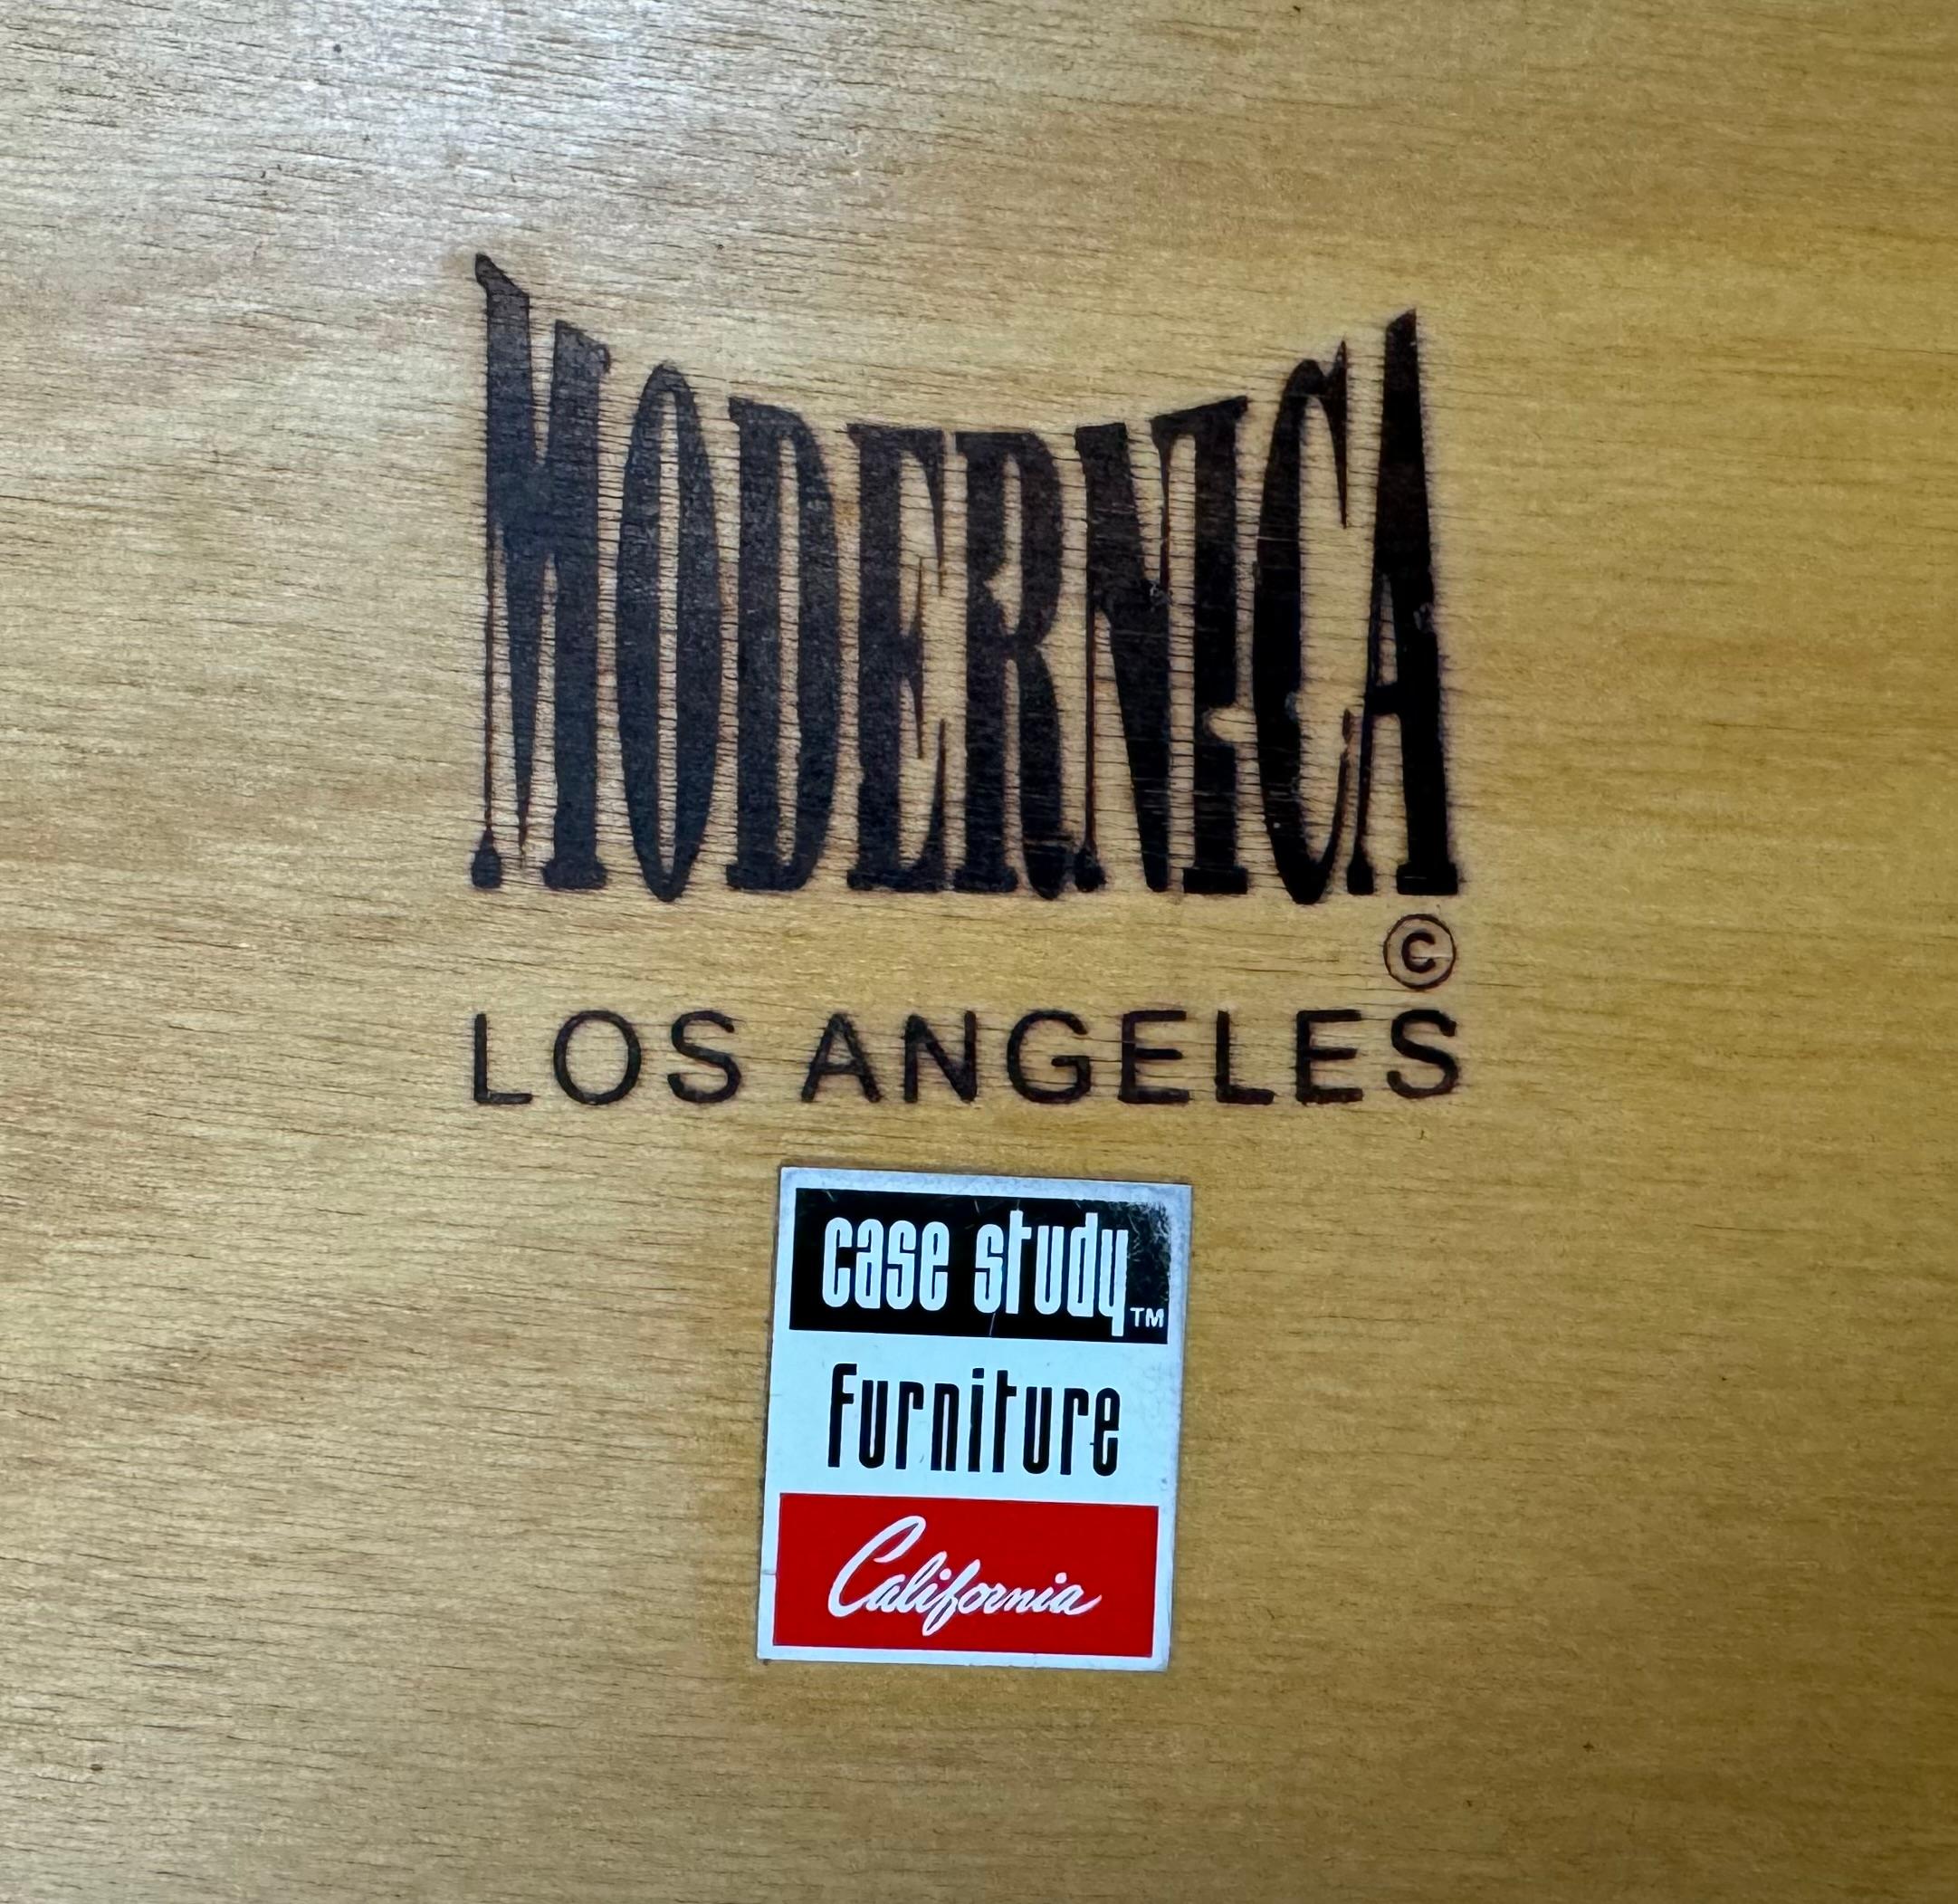 MODERNICA
©
LOS ANGELES
case study™
Furniture
California